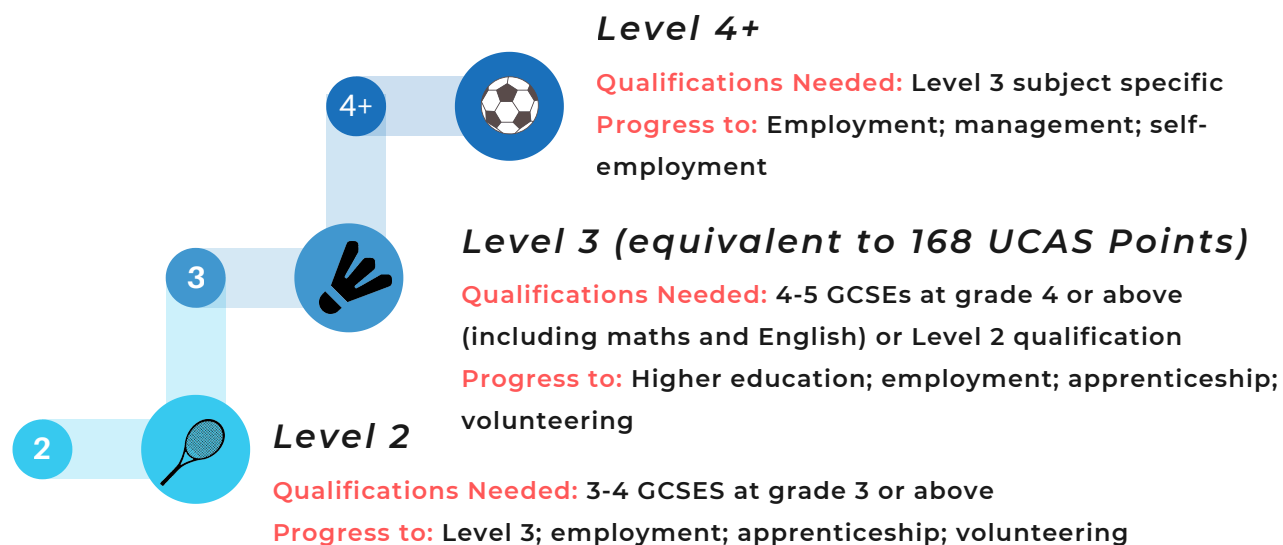 Level 4+
4+
Qualifications Needed: Level 3 subject specific
Progress to: Employment; management; self-
employment
Level 3 (equivalent to 168 UCAS Points)
3
Qualifications Needed: 4-5 GCSEs at grade 4 or above
(including maths and English) or Level 2 qualification
Progress to: Higher education; employment; apprenticeship;
volunteering
Level 2
2
Qualifications Needed: 3-4 GCSES at grade 3 or above
Progress to: Level 3; employment; apprenticeship; volunteering